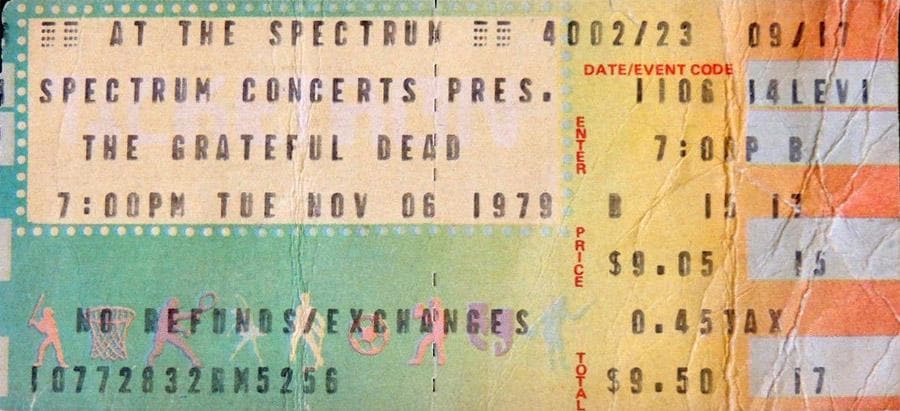 AT THE SPECTRUM 4002/23 09/17
DATE/EVENT CODE
SPECTRUM CONCERTS PRES. 1106 14LEVI
ENTER
THE GRATEFUL DEAD 7:00P B
7:00PM TUE NOV 06 1979 B 15 17
PRICE
$9.05 15
NO REFUNDS/EXCHANGES 0.45TAX
TOTAL
10772832RM5256 $9.50 17